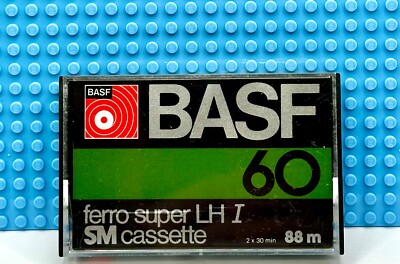 BASF
BASF
60
ferro super LH I
SM cassette 2 x 30 min 88 m